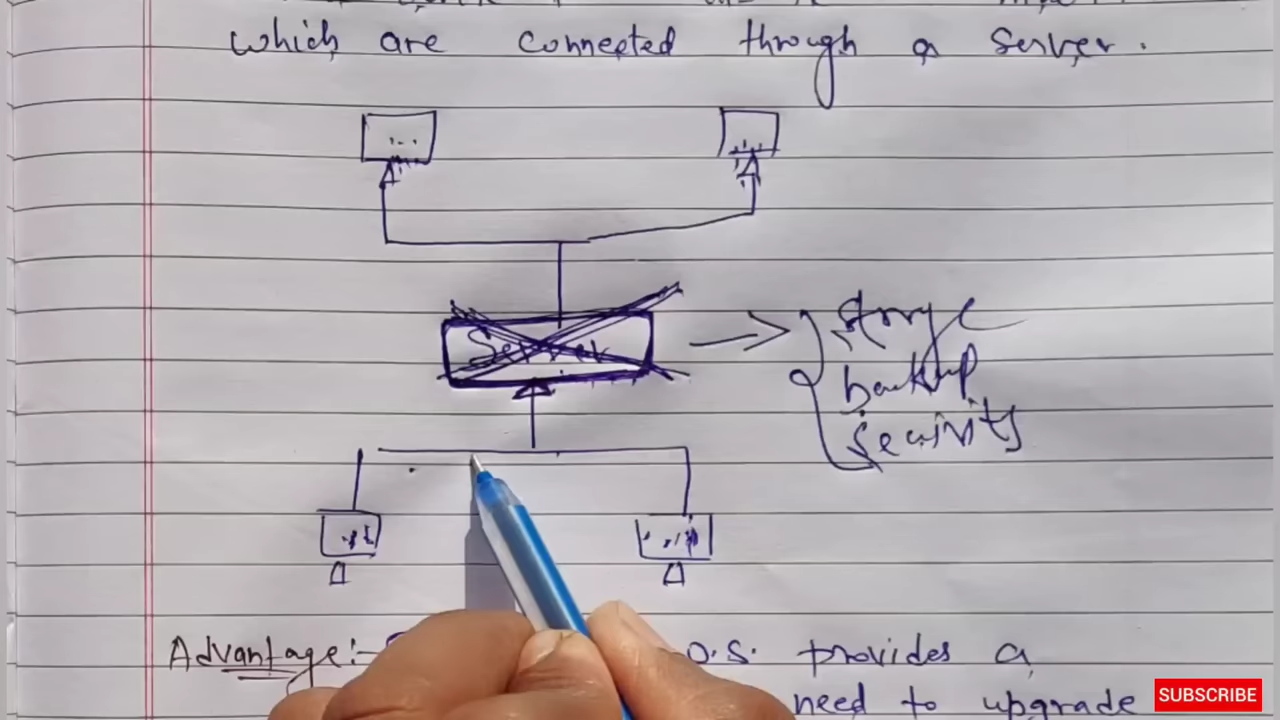 which are connected through a server.
Server
Storage
backup
Security
Advantage:- O.S. provides a
need to upgrade
SUBSCRIBE